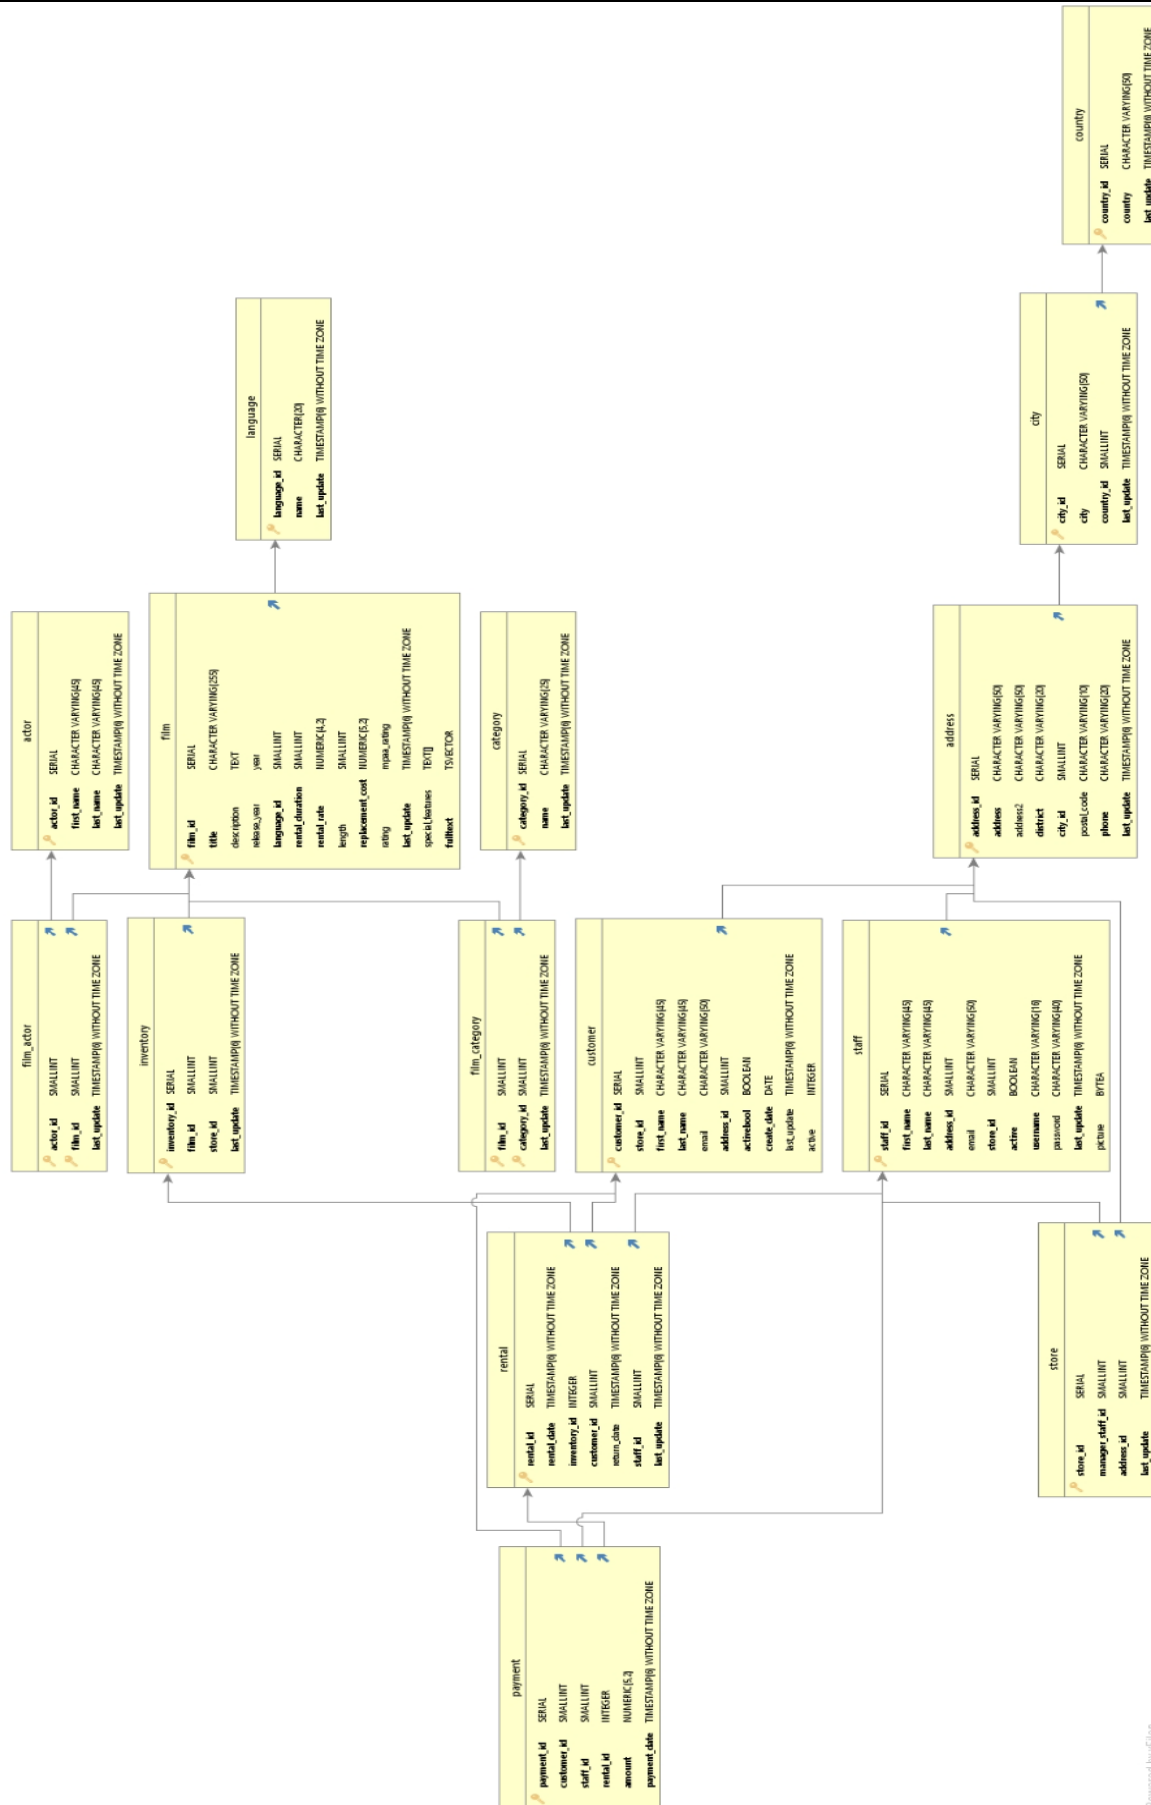 country
country_id SERIAL
country CHARACTER VARYING(50)
last_update TIMESTAMP(6) WITHOUT TIME ZONE
language
language_id SERIAL
name CHARACTER(20)
last_update TIMESTAMP(6) WITHOUT TIME ZONE
city
city_id SERIAL
city CHARACTER VARYING(50)
country_id SMALLINT
last_update TIMESTAMP(6) WITHOUT TIME ZONE
actor
actor_id SERIAL
first_name CHARACTER VARYING(45)
last_name CHARACTER VARYING(45)
last_update TIMESTAMP(6) WITHOUT TIME ZONE
film
film_id SERIAL
title CHARACTER VARYING(255)
description TEXT
release_year year
language_id SMALLINT
rental_duration SMALLINT
rental_rate NUMERIC(4,2)
length SMALLINT
replacement_cost NUMERIC(5,2)
rating mpaa_rating
last_update TIMESTAMP(6) WITHOUT TIME ZONE
special_features TEXT[]
fulltext TSVECTOR
category
category_id SERIAL
name CHARACTER VARYING(25)
last_update TIMESTAMP(6) WITHOUT TIME ZONE
address
address_id SERIAL
address CHARACTER VARYING(50)
address2 CHARACTER VARYING(50)
district CHARACTER VARYING(20)
city_id SMALLINT
postal_code CHARACTER VARYING(10)
phone CHARACTER VARYING(20)
last_update TIMESTAMP(6) WITHOUT TIME ZONE
film_actor
actor_id SMALLINT
film_id SMALLINT
last_update TIMESTAMP(6) WITHOUT TIME ZONE
inventory
inventory_id SERIAL
film_id SMALLINT
store_id SMALLINT
last_update TIMESTAMP(6) WITHOUT TIME ZONE
film_category
film_id SMALLINT
category_id SMALLINT
last_update TIMESTAMP(6) WITHOUT TIME ZONE
customer
customer_id SERIAL
store_id SMALLINT
first_name CHARACTER VARYING(45)
last_name CHARACTER VARYING(45)
email CHARACTER VARYING(50)
address_id SMALLINT
activebool BOOLEAN
create_date DATE
last_update TIMESTAMP(6) WITHOUT TIME ZONE
active INTEGER
staff
staff_id SERIAL
first_name CHARACTER VARYING(45)
last_name CHARACTER VARYING(45)
address_id SMALLINT
email CHARACTER VARYING(50)
store_id SMALLINT
active BOOLEAN
username CHARACTER VARYING(16)
password CHARACTER VARYING(40)
last_update TIMESTAMP(6) WITHOUT TIME ZONE
picture BYTEA
rental
rental_id SERIAL
rental_date TIMESTAMP(6) WITHOUT TIME ZONE
inventory_id INTEGER
customer_id SMALLINT
return_date TIMESTAMP(6) WITHOUT TIME ZONE
staff_id SMALLINT
last_update TIMESTAMP(6) WITHOUT TIME ZONE
store
store_id SERIAL
manager_staff_id SMALLINT
address_id SMALLINT
last_update TIMESTAMP(6) WITHOUT TIME ZONE
payment
payment_id SERIAL
customer_id SMALLINT
staff_id SMALLINT
rental_id INTEGER
amount NUMERIC(5,2)
payment_date TIMESTAMP(6) WITHOUT TIME ZONE